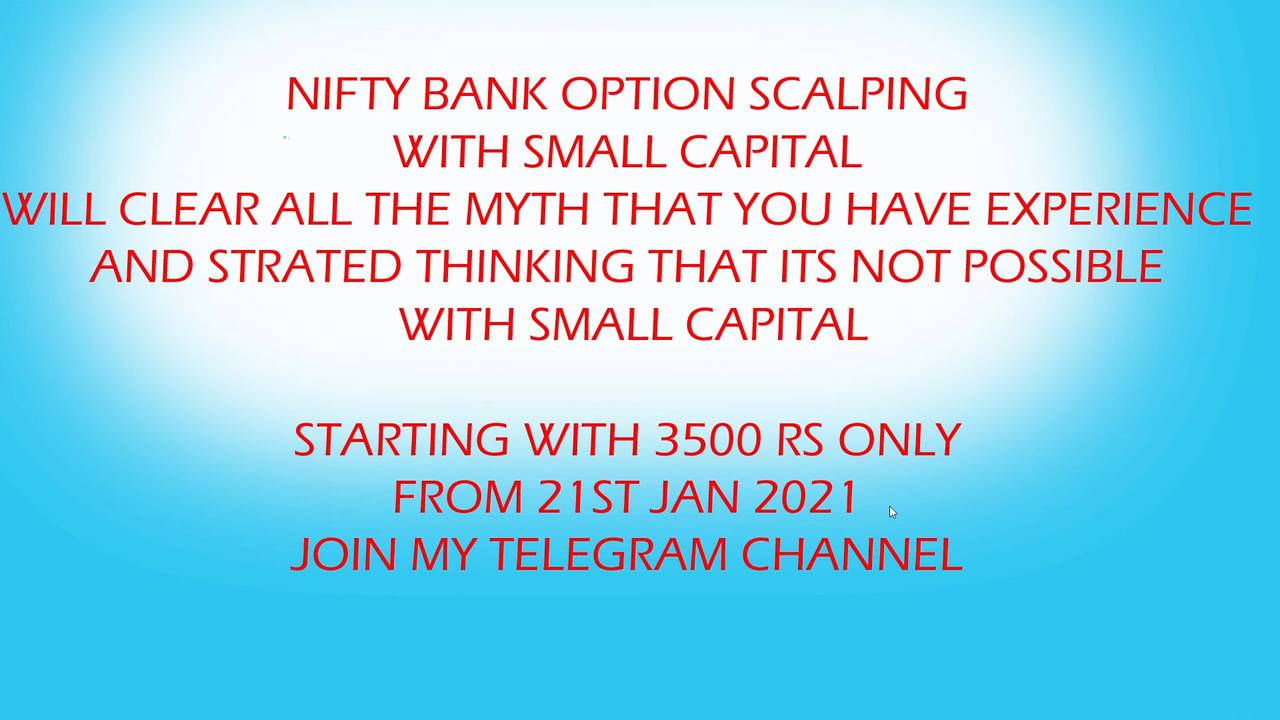 NIFTY BANK OPTION SCALPING
WITH SMALL CAPITAL
WILL CLEAR ALL THE MYTH THAT YOU HAVE EXPERIENCE
AND STRATED THINKING THAT ITS NOT POSSIBLE
WITH SMALL CAPITAL
STARTING WITH 3500 RS ONLY
FROM 21ST JAN 2021
JOIN MY TELEGRAM CHANNEL